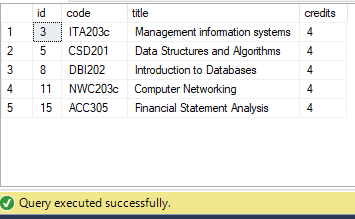 id code title credits
1 3 ITA203c Management information systems 4
2 5 CSD201 Data Structures and Algorithms 4
3 8 DBI202 Introduction to Databases 4
4 11 NWC203c Computer Networking 4
5 15 ACC305 Financial Statement Analysis 4
Query executed successfully.